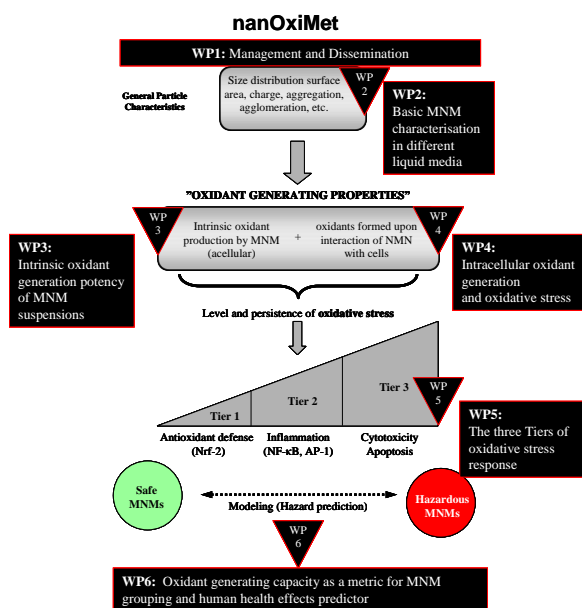 nanOxiMet
WP1: Management and Dissemination
General Particle
Characteristics
Size distribution surface
area, charge, aggregation,
agglomeration, etc.
WP
2
WP2:
Basic MNM
characterisation
in different
liquid media
"OXIDANT GENERATING PROPERTIES"
WP
3
Intrinsic oxidant
production by MNM
(acellular)
+
oxidants formed upon
interaction of NMN
with cells
WP
4
WP3:
Intrinsic oxidant
generation potency
of MNM
suspensions
WP4:
Intracellular oxidant
generation
and oxidative stress
Level and persistence of oxidative stress
Tier 1
Tier 2
Tier 3
WP
5
Antioxidant defense
(Nrf-2)
Inflammation
(NF-κB, AP-1)
Cytotoxicity
Apoptosis
WP5:
The three Tiers of
oxidative stress
response
Safe
MNMs
Modeling (Hazard prediction)
Hazardous
MNMs
WP
6
WP6: Oxidant generating capacity as a metric for MNM
grouping and human health effects predictor